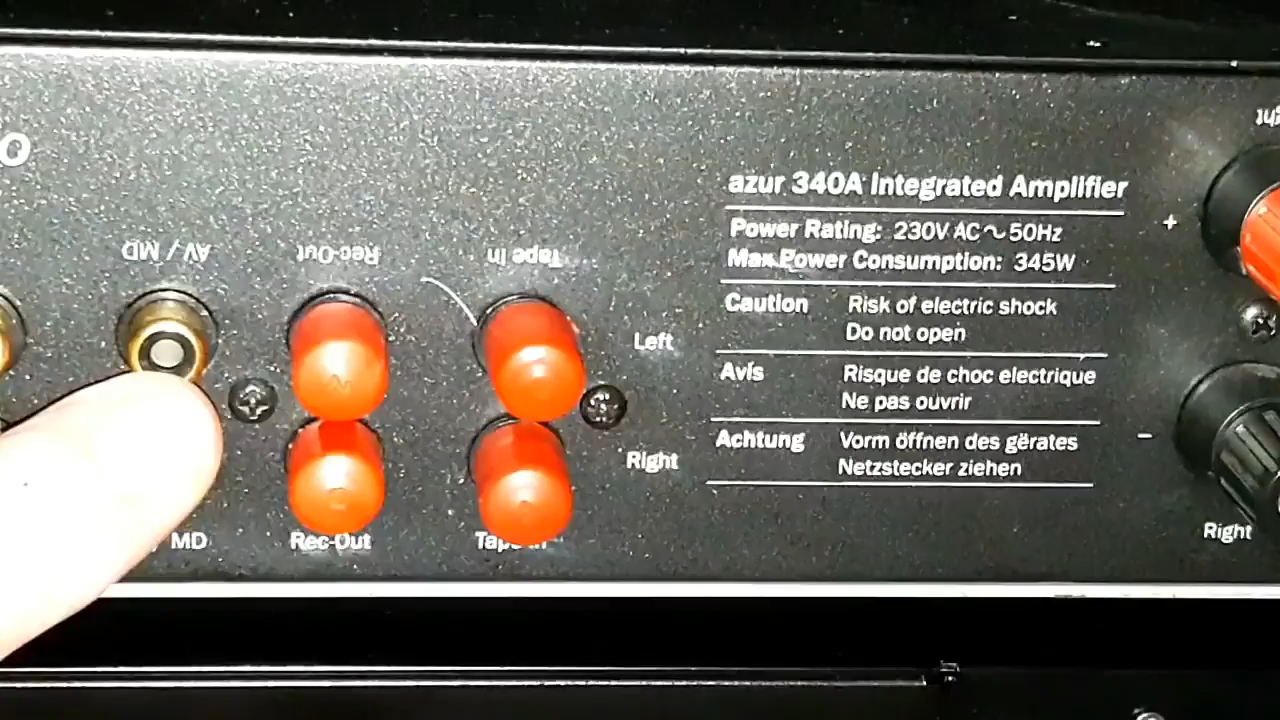 azur 340A Integrated Amplifier
Power Rating: 230V AC ~ 50Hz
Max Power Consumption: 345W
Caution Risk of electric shock
Do not open
Avis Risque de choc electrique
Ne pas ouvrir
Achtung Vorm öffnen des gërates
Netzstecker ziehen
AV / MD
Rec-Out
Tape In
Left
Right
+
-
MD
Rec-Out
Tape In
Right